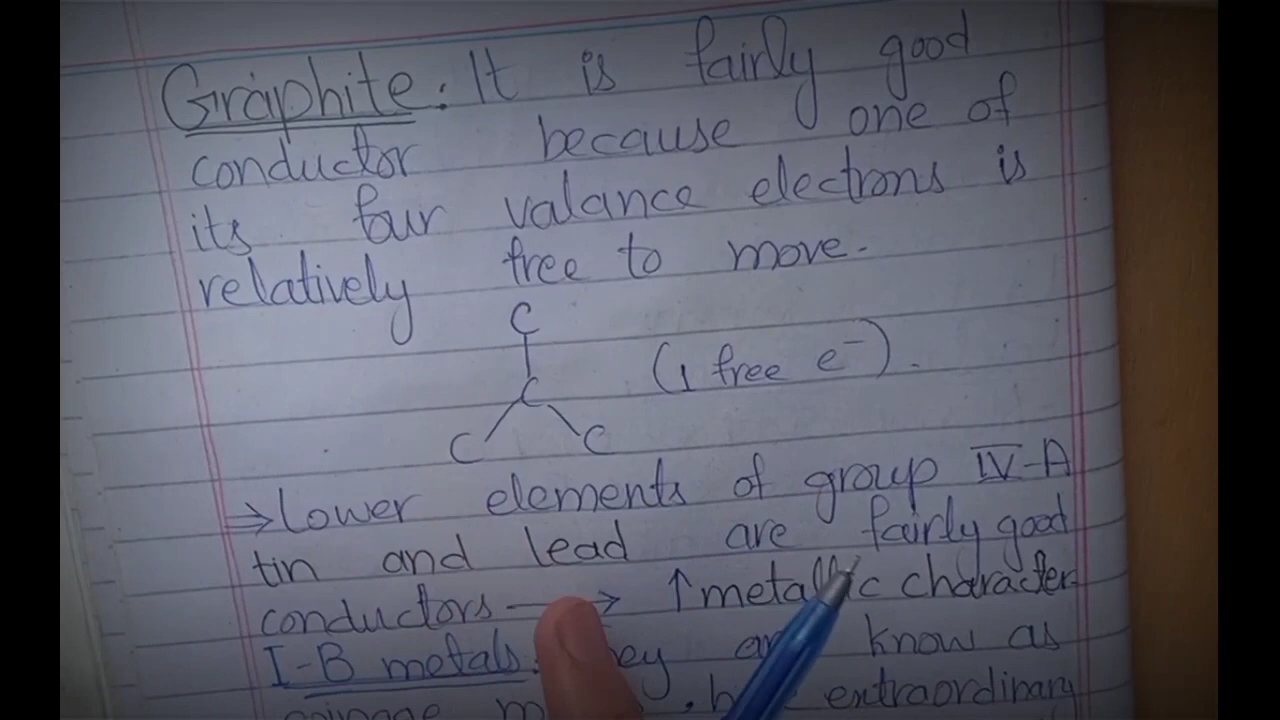 Graphite: It is fairly good
conductor because one of
its four valance electrons is
relatively free to move.
C
C (1 free e⁻).
C C
⇒ Lower elements of group IV-A
tin and lead are fairly good
conductors → ↑ metallic character
I-B metals: are know as
extraordinary